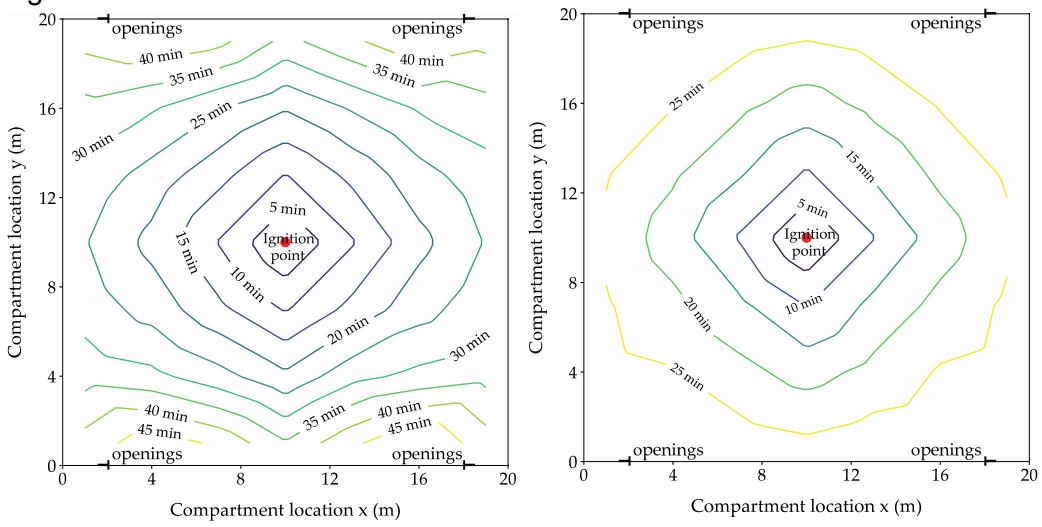 20
openings
openings
40 min
40 min
35 min
35 min
16
25 min
30 min
Compartment location y (m)
12
5 min
Ignition
point
15 min
10 min
8
20 min
30 min
4
35 min
40 min
40 min
45 min
45 min
openings
openings
0
0
4
8
12
16
20
Compartment location x (m)
20
openings
openings
25 min
16
15 min
Compartment location y (m)
12
5 min
Ignition
point
10 min
8
20 min
25 min
4
openings
openings
0
0
4
8
12
16
20
Compartment location x (m)